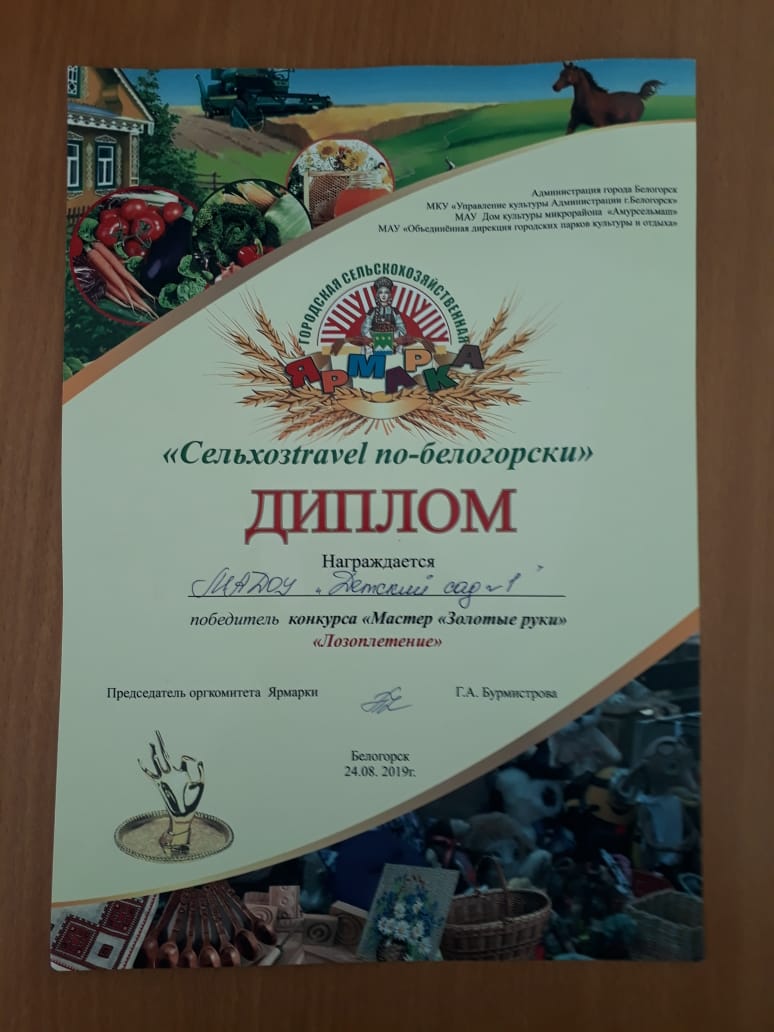 Администрация города Белогорск
МКУ «Управление культуры Администрации г.Белогорск»
МАУ Дом культуры микрорайона «Амурсельмаш»
МАУ «Объединённая дирекция городских парков культуры и отдыха»
ГОРОДСКАЯ СЕЛЬСКОХОЗЯЙСТВЕННАЯ
ЯРМАРКА
«Сельхозtravel по-белогорски»
ДИПЛОМ
Награждается
МАДОУ „Детский сад №1"
победитель конкурса «Мастер «Золотые руки»
«Лозоплетение»
Председатель оргкомитета Ярмарки Г.А. Бурмистрова
Белогорск
24.08. 2019г.